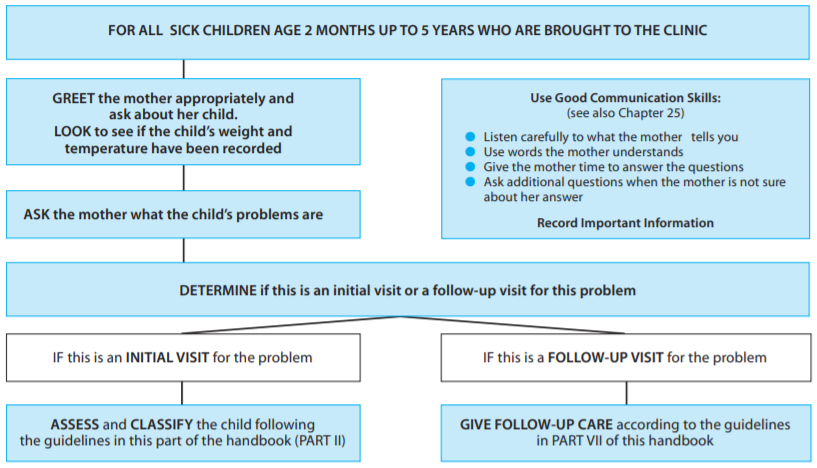 FOR ALL SICK CHILDREN AGE 2 MONTHS UP TO 5 YEARS WHO ARE BROUGHT TO THE CLINIC
GREET the mother appropriately and
ask about her child.
LOOK to see if the child's weight and
temperature have been recorded
Use Good Communication Skills:
(see also Chapter 25)
● Listen carefully to what the mother tells you
● Use words the mother understands
● Give the mother time to answer the questions
● Ask additional questions when the mother is not sure
about her answer
Record Important Information
ASK the mother what the child's problems are
DETERMINE if this is an initial visit or a follow-up visit for this problem
IF this is an INITIAL VISIT for the problem
IF this is a FOLLOW-UP VISIT for the problem
ASSESS and CLASSIFY the child following
the guidelines in this part of the handbook (PART II)
GIVE FOLLOW-UP CARE according to the guidelines
in PART VII of this handbook